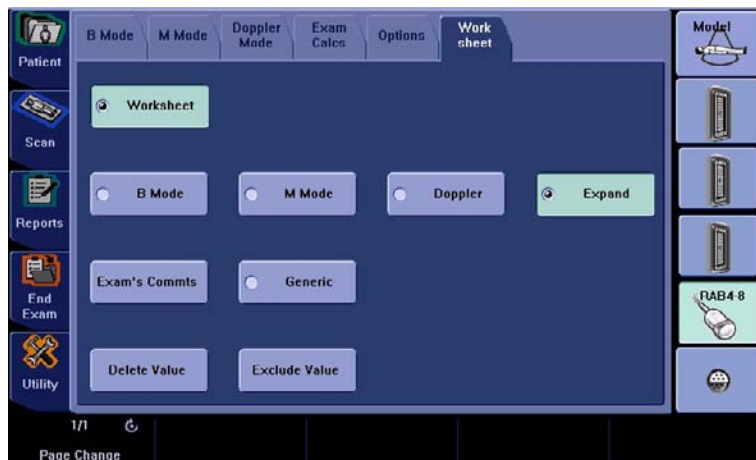 Patient
Scan
Reports
End
Exam
Utility
B Mode
M Mode
Doppler
Mode
Exam
Calcs
Options
Work
sheet
Worksheet
B Mode
M Mode
Doppler
Expand
Exam's Commts
Generic
Delete Value
Exclude Value
Model
RAB4-8
1/1
Page Change